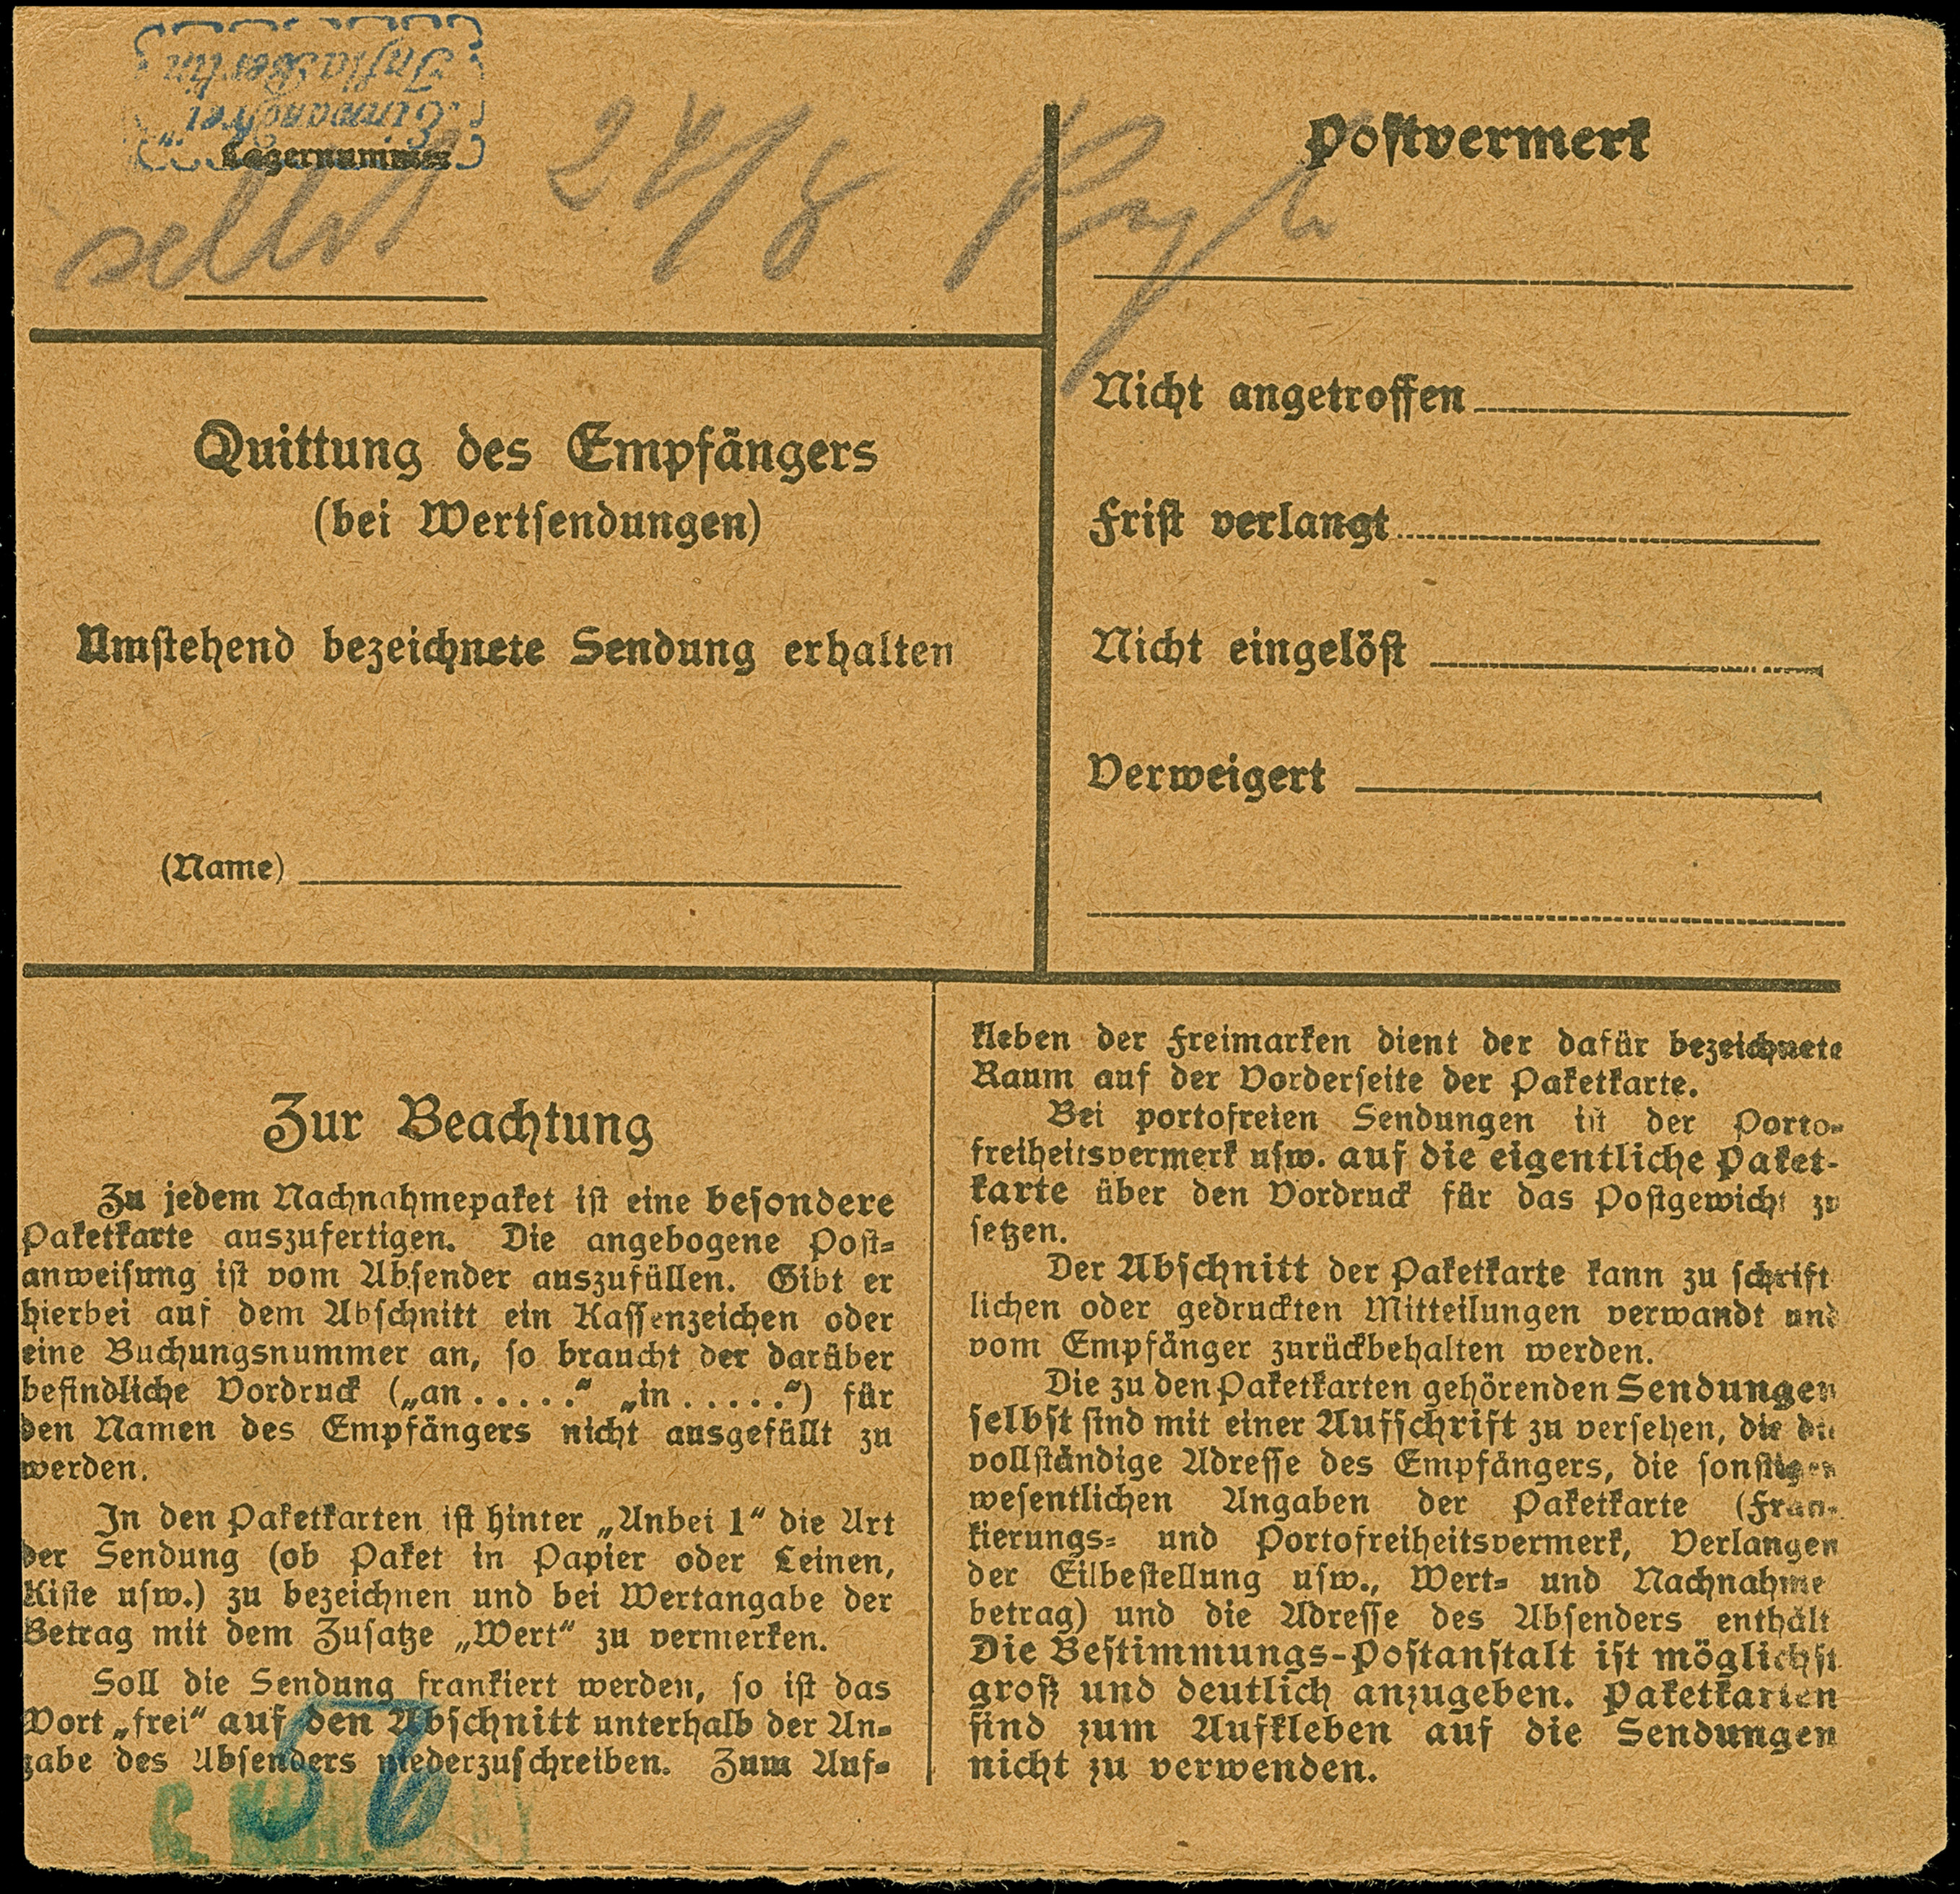 „Einwandfrei"
Infla Berlin
Lagernummer
selbst 24/8
Postvermerk
Nicht angetroffen
Quittung des Empfängers
(bei Wertsendungen)
Frist verlangt
Umstehend bezeichnete Sendung erhalten
Nicht eingelöst
Verweigert
(Name)
Zur Beachtung
Zu jedem Nachnahmepaket ist eine besondere
Paketkarte auszufertigen. Die angebogene Post-
anweisung ist vom Absender auszufüllen. Gibt er
hierbei auf dem Abschnitt ein Kassenzeichen oder
eine Buchungsnummer an, so braucht der darüber
befindliche Vordruck („an . . . . .“ „in . . . . . .“) für
den Namen des Empfängers nicht ausgefüllt zu
werden.
In den Paketkarten ist hinter „Anbei 1“ die Art
der Sendung (ob Paket in Papier oder Leinen,
Kiste usw.) zu bezeichnen und bei Wertangabe der
Betrag mit dem Zusatze „Wert“ zu vermerken.
Soll die Sendung frankiert werden, so ist das
Wort „frei“ auf den Abschnitt unterhalb der An-
gabe des Absenders niederzuschreiben. Zum Auf-
kleben der Freimarken dient der dafür bezeichnete
Raum auf der Vorderseite der Paketkarte.
Bei portofreien Sendungen ist der Porto-
freiheitsvermerk usw. auf die eigentliche Paket-
karte über den Vordruck für das Postgewicht zu
setzen.
Der Abschnitt der Paketkarte kann zu schrift
lichen oder gedruckten Mitteilungen verwandt und
vom Empfänger zurückbehalten werden.
Die zu den Paketkarten gehörenden Sendungen
selbst sind mit einer Aufschrift zu versehen, die die
vollständige Adresse des Empfängers, die sonstigen
wesentlichen Angaben der Paketkarte (Fran-
kierungs- und Portofreiheitsvermerk, Verlangen
der Eilbestellung usw., Wert- und Nachnahme
betrag) und die Adresse des Absenders enthält
Die Bestimmungs-Postanstalt ist möglichst
groß und deutlich anzugeben. Paketkarten
sind zum Aufkleben auf die Sendungen
nicht zu verwenden.
56